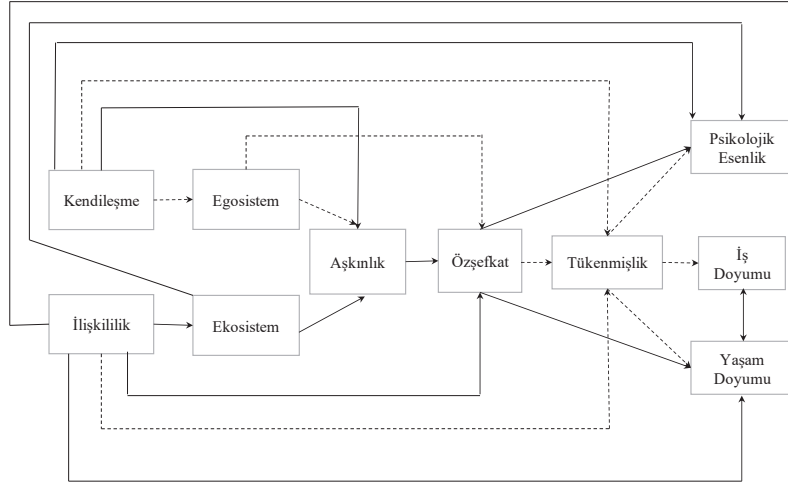 Psikolojik
Esenlik
Kendileşme
Egosistem
Aşkınlık
Özşefkat
Tükenmişlik
İş
Doyumu
İlişkililik
Ekosistem
Yaşam
Doyumu